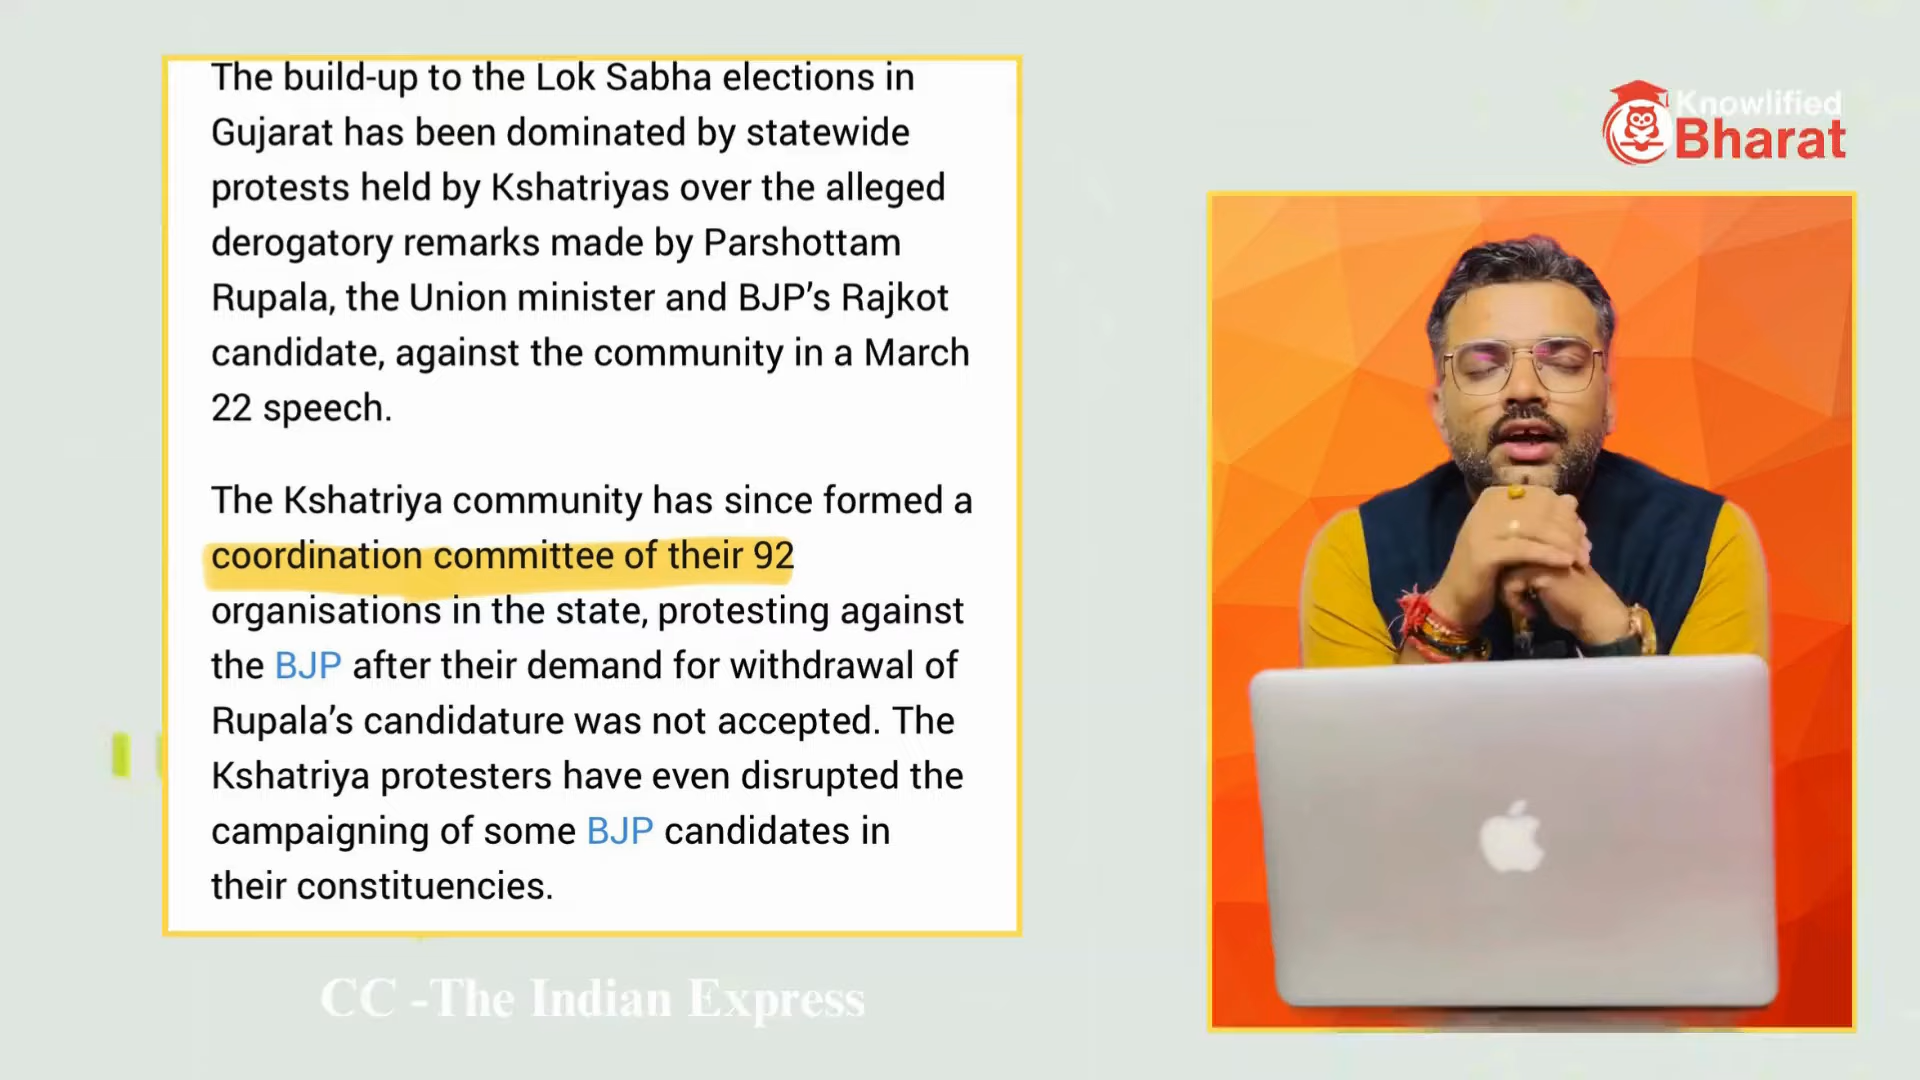 The build-up to the Lok Sabha elections in
Gujarat has been dominated by statewide
protests held by Kshatriyas over the alleged
derogatory remarks made by Parshottam
Rupala, the Union minister and BJP’s Rajkot
candidate, against the community in a March
22 speech.
The Kshatriya community has since formed a
coordination committee of their 92
organisations in the state, protesting against
the BJP after their demand for withdrawal of
Rupala’s candidature was not accepted. The
Kshatriya protesters have even disrupted the
campaigning of some BJP candidates in
their constituencies.
CC -The Indian Express
Knowlified
Bharat